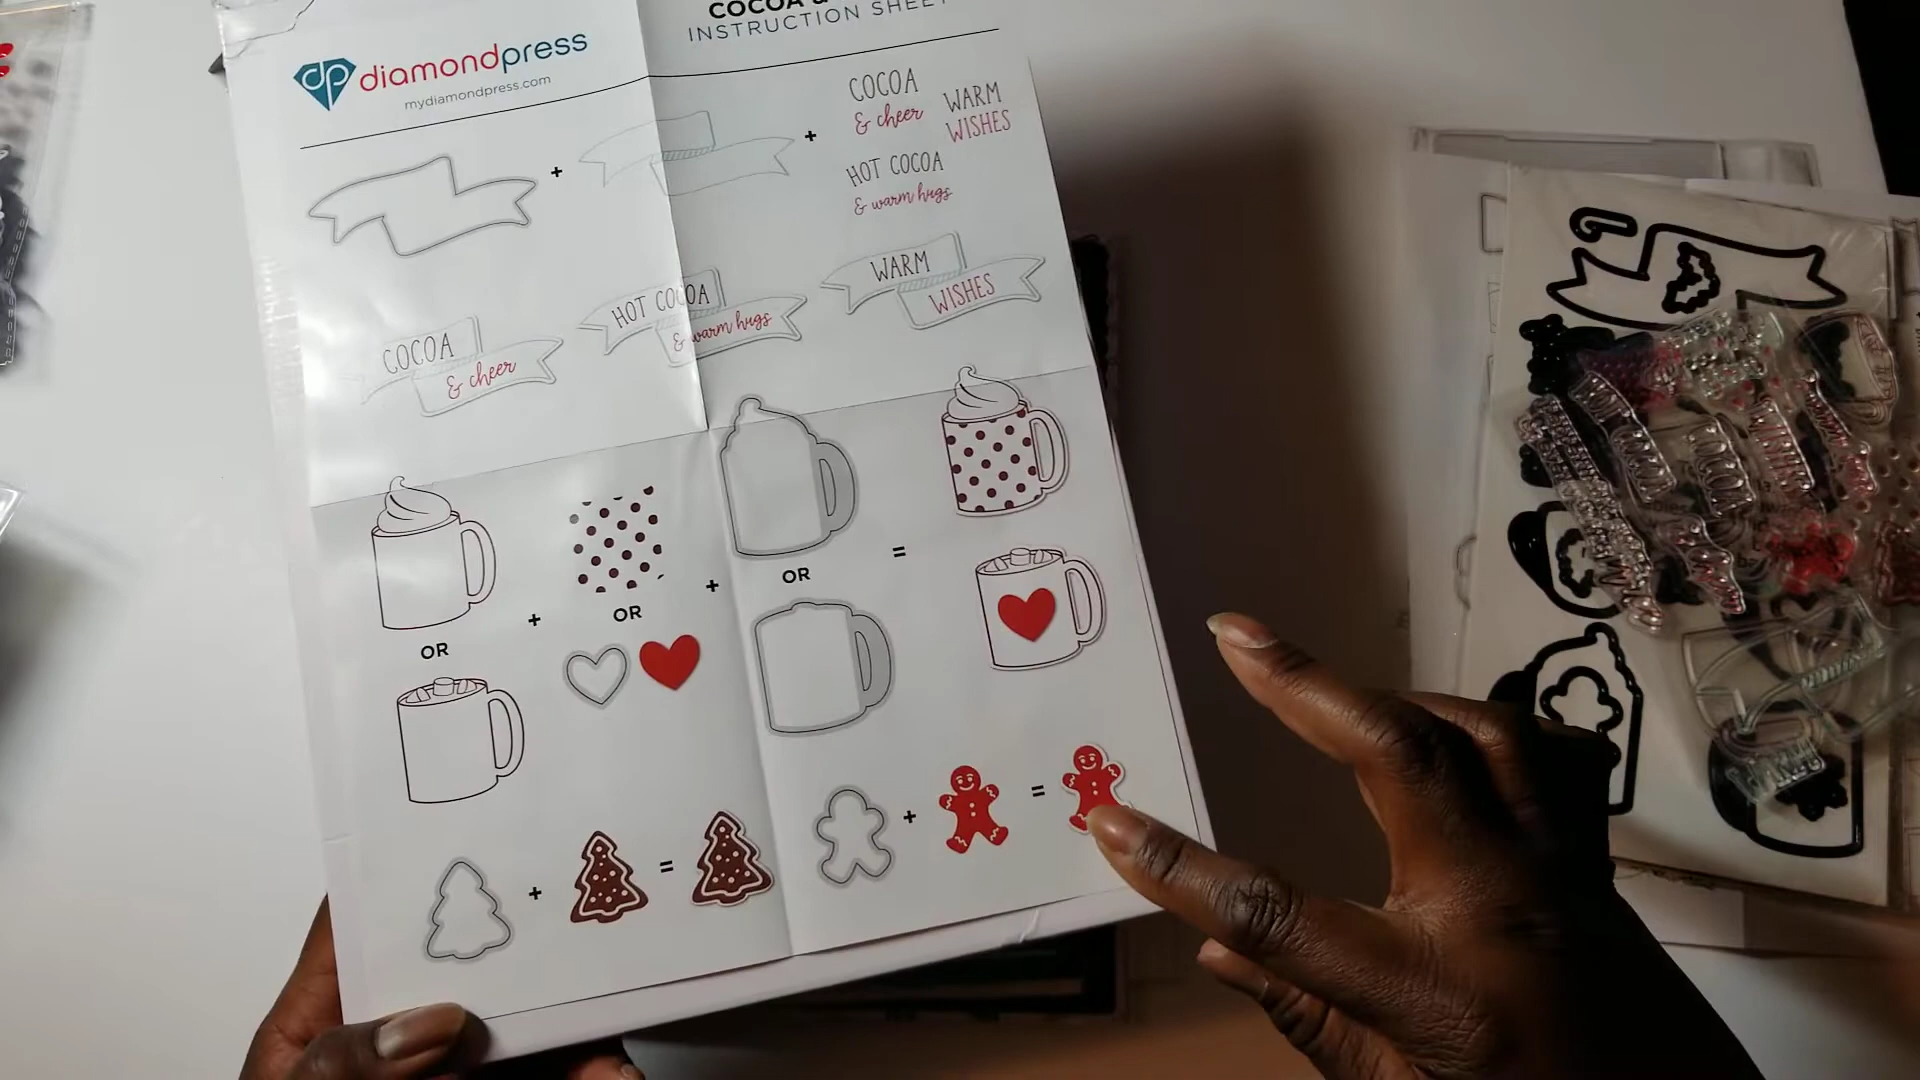 diamondpress
mydiamondpress.com
COCOA &
INSTRUCTION SHEET
+
+
COCOA
& cheer
WARM
WISHES
HOT COCOA
& warm hugs
COCOA
& cheer
HOT COCOA
& warm hugs
WARM
WISHES
OR
+
OR
+
OR
=
+
=
+
=